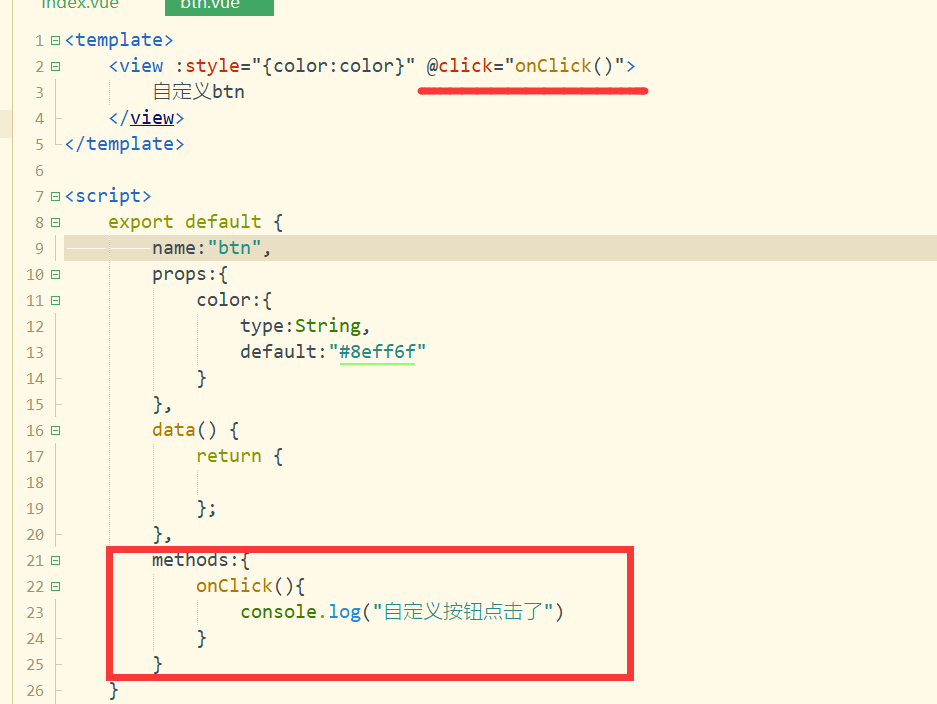 index.vue btn.vue
1 <template>
2 <view :style="{color:color}" @click="onClick()">
3 自定义btn
4 </view>
5 </template>
6
7 <script>
8 export default {
9 name:"btn",
10 props:{
11 color:{
12 type:String,
13 default:"#8eff6f"
14 }
15 },
16 data() {
17 return {
18
19 };
20 },
21 methods:{
22 onClick(){
23 console.log("自定义按钮点击了")
24 }
25 }
26 }